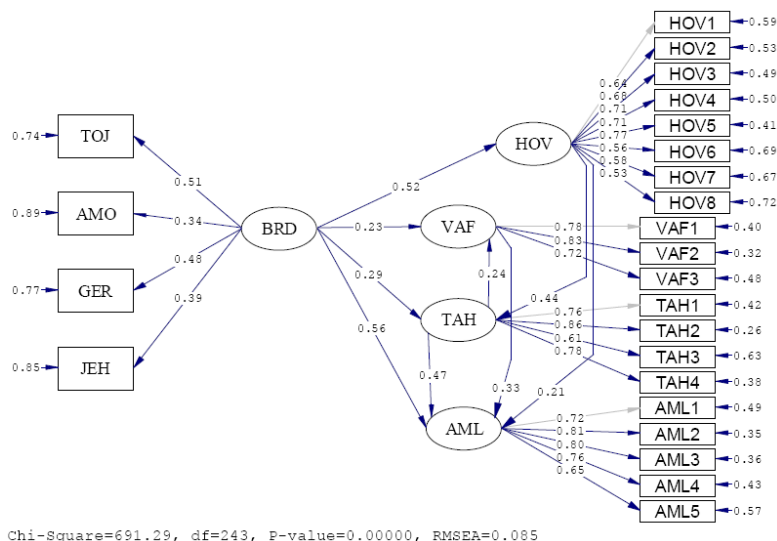 0.74 TOJ
0.89 AMO
0.77 GER
0.85 JEH
0.51
0.34
0.48
0.39
BRD
0.52
0.23
0.29
0.56
HOV
VAF
TAH
AML
0.24
0.47
0.44
0.33
0.21
0.64 HOV1 0.59
0.68 HOV2 0.53
0.71 HOV3 0.49
0.71 HOV4 0.50
0.77 HOV5 0.41
0.56 HOV6 0.69
0.58 HOV7 0.67
0.53 HOV8 0.72
0.78 VAF1 0.40
0.83 VAF2 0.32
0.72 VAF3 0.48
0.76 TAH1 0.42
0.86 TAH2 0.26
0.61 TAH3 0.63
0.78 TAH4 0.38
0.72 AML1 0.49
0.81 AML2 0.35
0.80 AML3 0.36
0.76 AML4 0.43
0.65 AML5 0.57
Chi-Square=691.29, df=243, P-value=0.00000, RMSEA=0.085